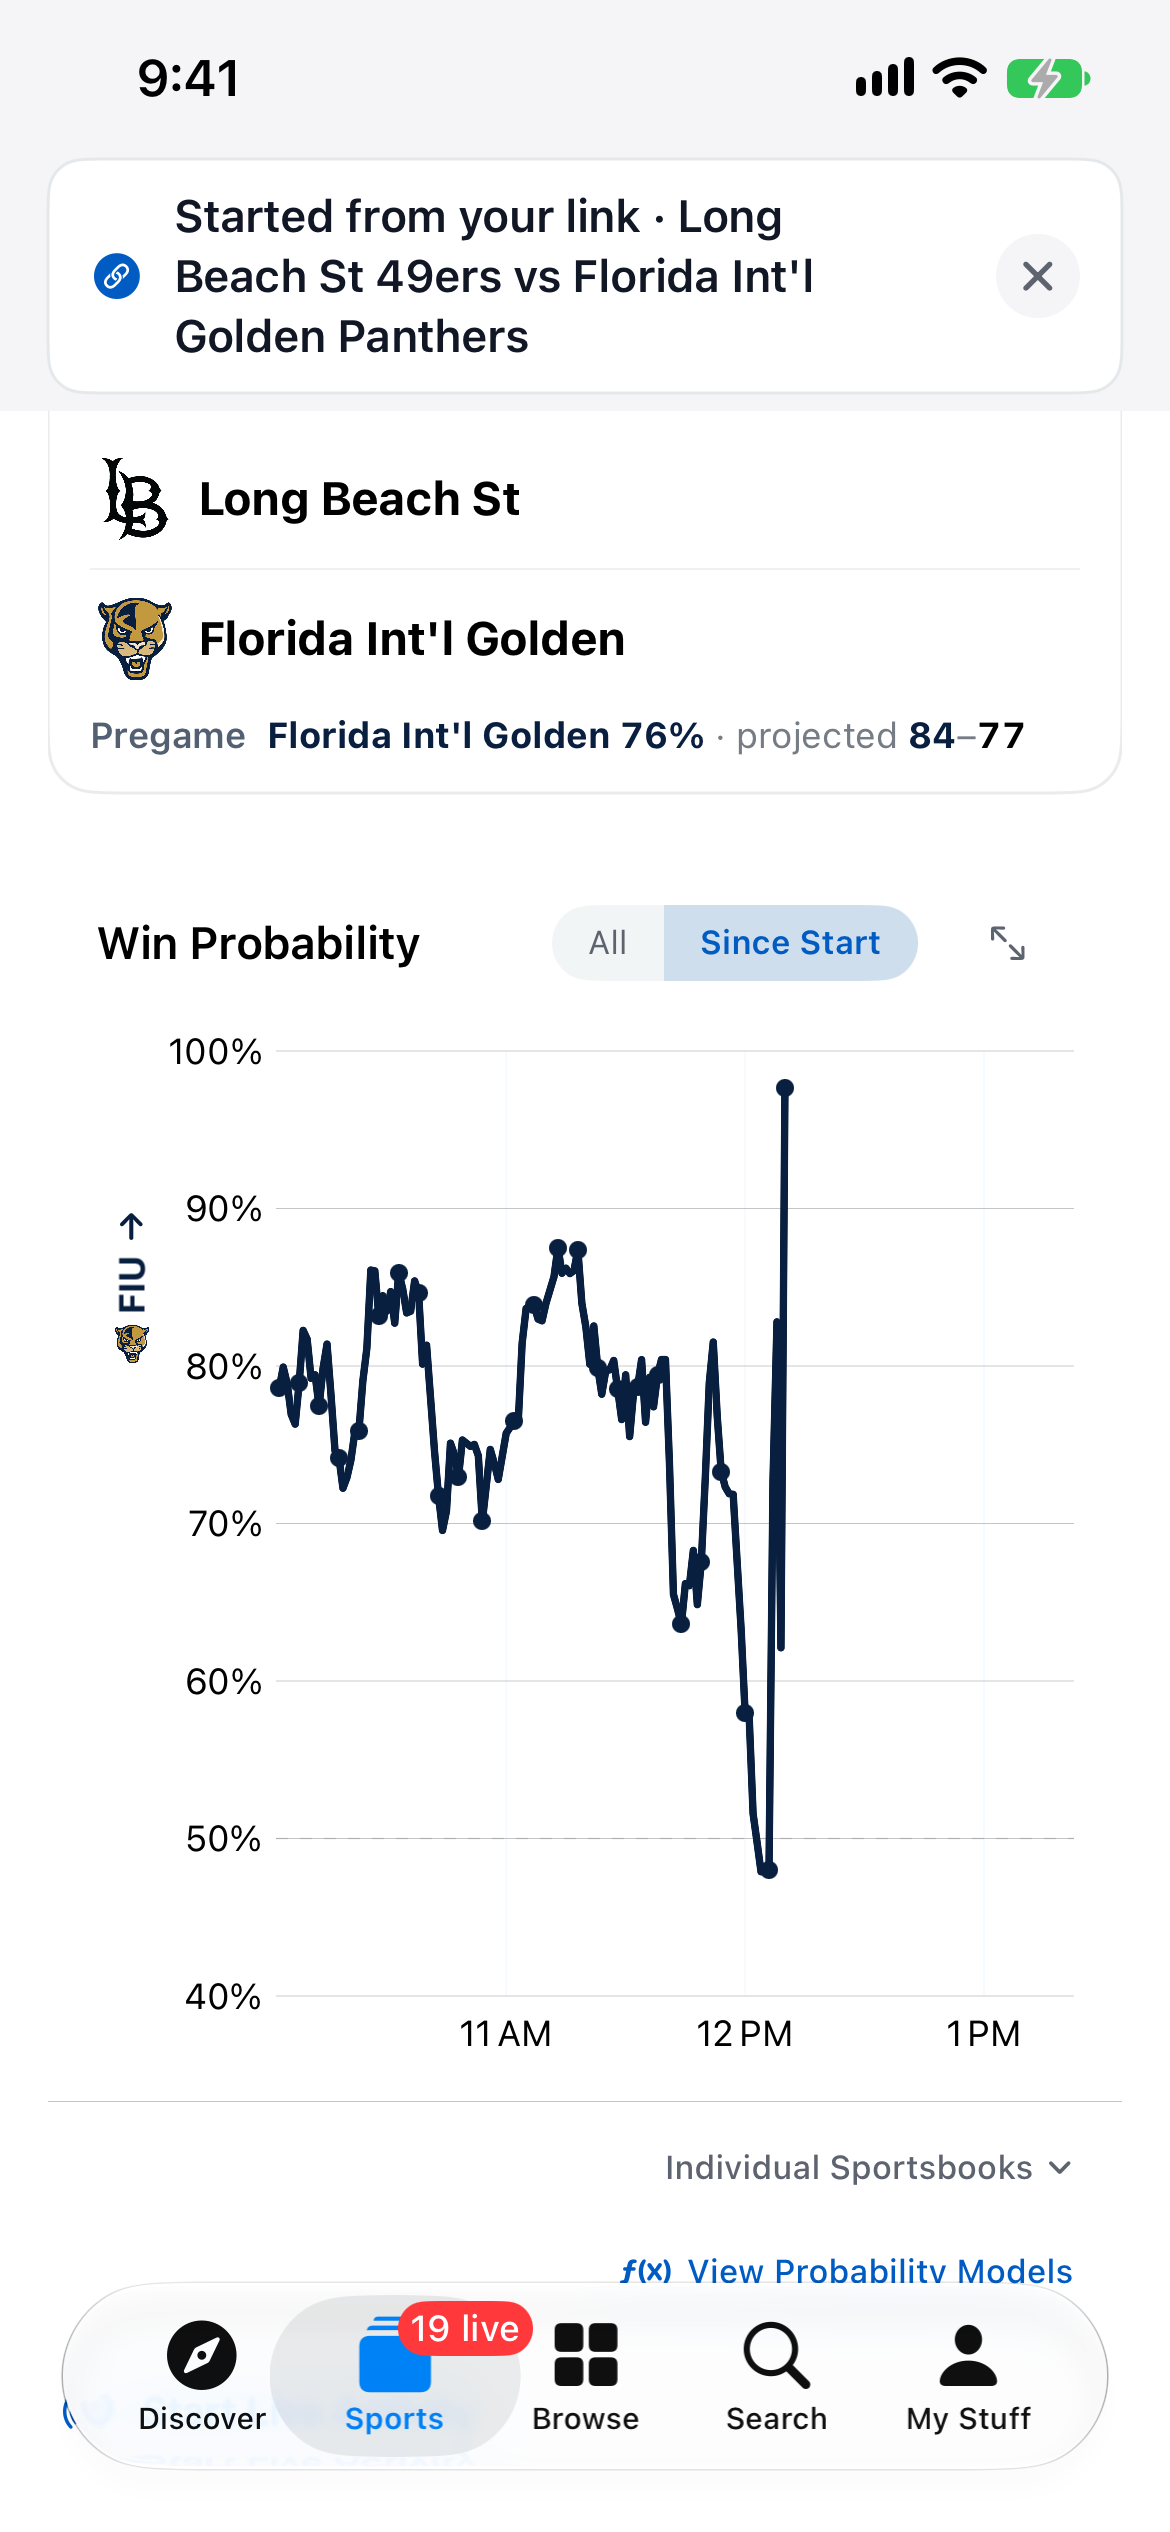 9:41
Started from your link · Long
Beach St 49ers vs Florida Int'l
Golden Panthers
Long Beach St
Florida Int'l Golden
Pregame Florida Int'l Golden 76% · projected 84–77
Win Probability
All
Since Start
100%
90%
80%
70%
60%
50%
40%
FIU →
11 AM
12 PM
1 PM
Individual Sportsbooks
f(x) View Probability Models
19 live
Discover
Sports
Browse
Search
My Stuff